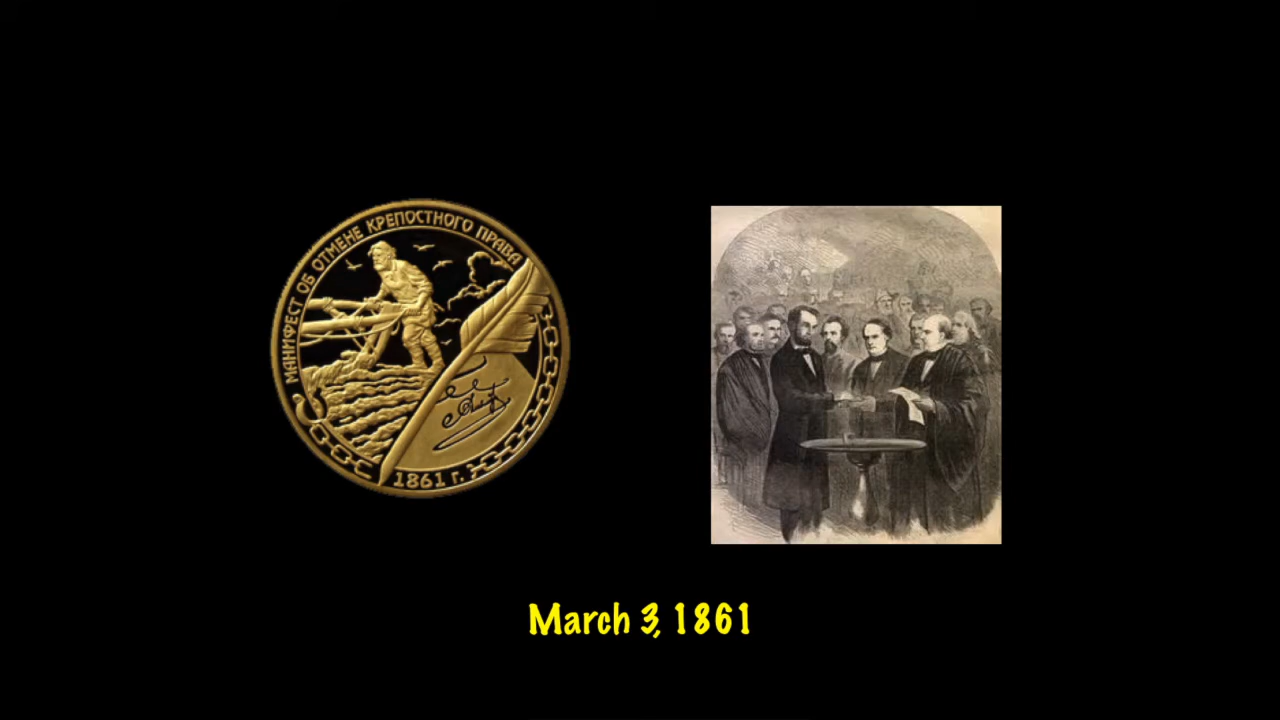 МАНИФЕСТ ОБ ОТМЕНЕ КРЕПОСТНОГО ПРАВА
1861 г.
March 3, 1861